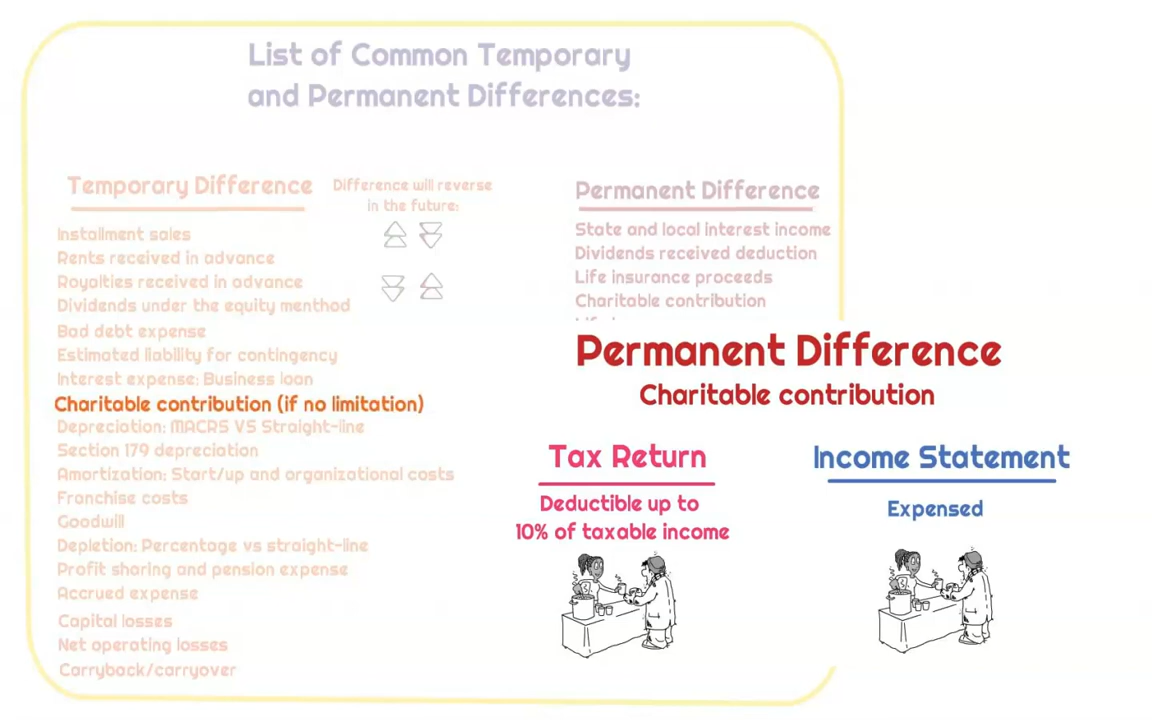 List of Common Temporary
and Permanent Differences:
Temporary Difference
Difference will reverse
in the future:
Installment sales
Rents received in advance
Royalties received in advance
Dividends under the equity menthod
Bad debt expense
Estimated liability for contingency
Interest expense: Business loan
Charitable contribution (if no limitation)
Depreciation: MACRS VS Straight-line
Section 179 depreciation
Amortization: Start/up and organizational costs
Franchise costs
Goodwill
Depletion: Percentage vs straight-line
Profit sharing and pension expense
Accrued expense
Capital losses
Net operating losses
Carryback/carryover
Permanent Difference
State and local interest income
Dividends received deduction
Life insurance proceeds
Charitable contribution
Permanent Difference
Charitable contribution
Tax Return
Deductible up to
10% of taxable income
Income Statement
Expensed